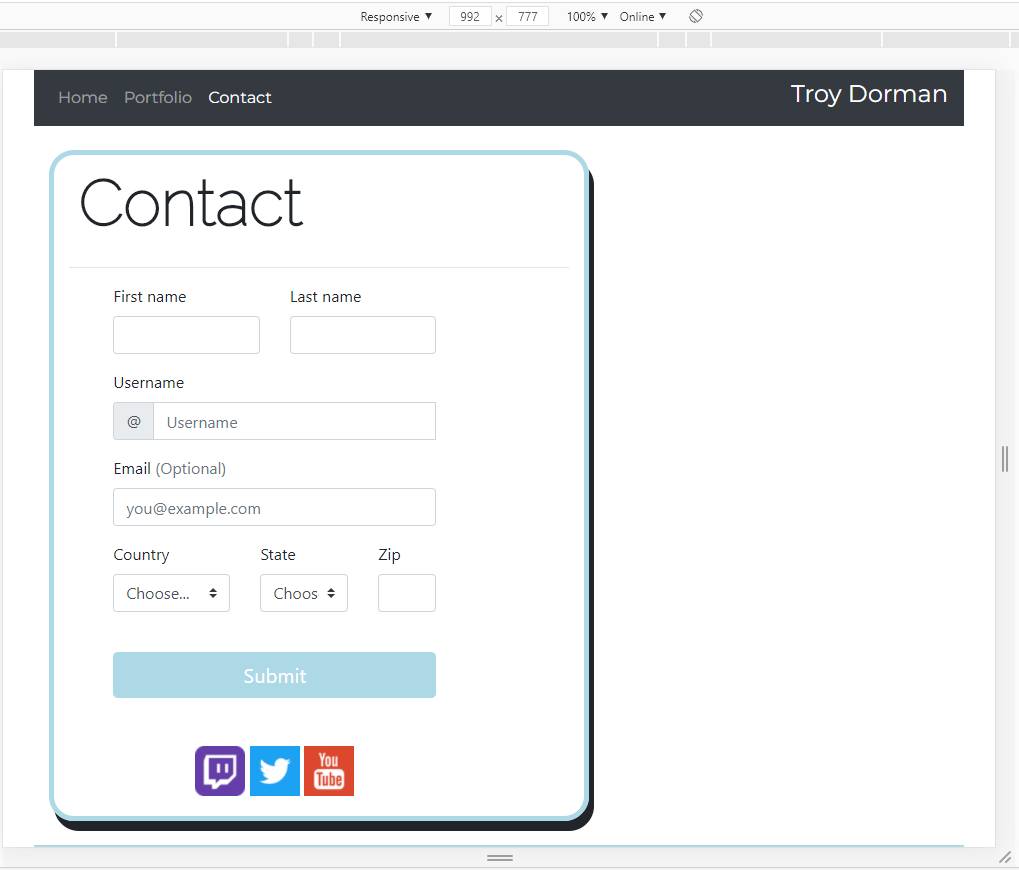 Responsive ▼ 992 × 777 100% ▼ Online ▼
Home Portfolio Contact Troy Dorman
Contact
First name Last name
Username
@ Username
Email (Optional)
you@example.com
Country State Zip
Choose... Choos
Submit
You
Tube